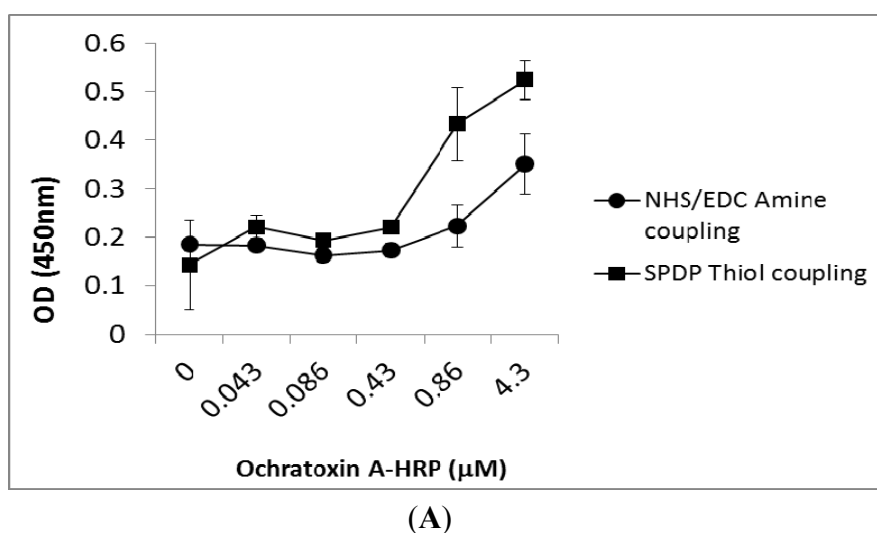 0.6
0.5
0.4
0.3
0.2
0.1
0
OD (450nm)
0
0.043
0.086
0.43
0.86
4.3
Ochratoxin A-HRP (µM)
NHS/EDC Amine
coupling
SPDP Thiol coupling
(A)